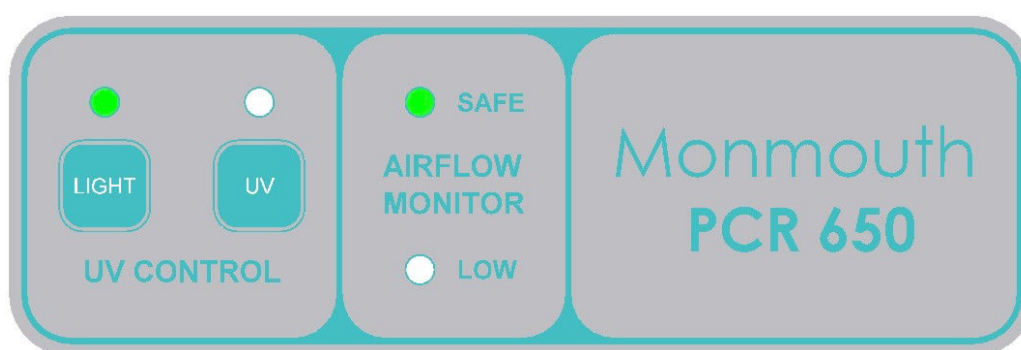 LIGHT
UV
UV CONTROL
SAFE
AIRFLOW
MONITOR
LOW
Monmouth
PCR 650